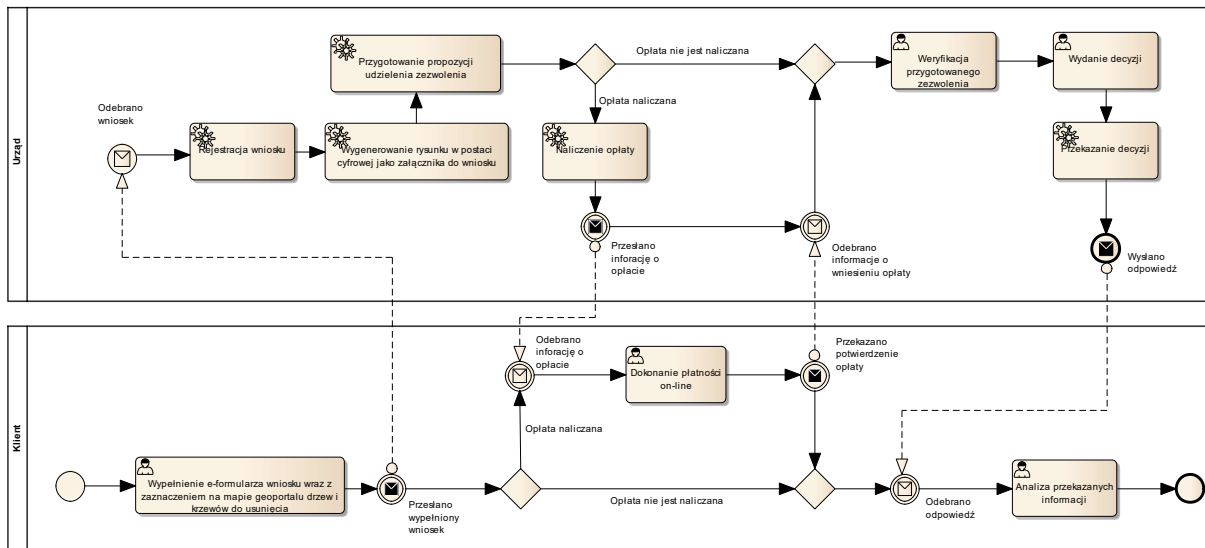 Urząd
Odebrano
wniosek
Rejestracja wniosku
Wygenerowanie rysunku w postaci
cyfrowej jako załącznika do wniosku
Przygotowanie propozycji
udzielenia zezwolenia
Opłata nie jest naliczana
Opłata naliczana
Naliczenie opłaty
Przesłano
inforację o
opłacie
Odebrano
informacje o
wniesieniu opłaty
Weryfikacja
przygotowanego
zezwolenia
Wydanie decyzji
Przekazanie decyzji
Wysłano
odpowiedź
Klient
Wypełnienie e-formularza wniosku wraz z
zaznaczeniem na mapie geoportalu drzew i
krzewów do usunięcia
Przesłano
wypełniony
wniosek
Opłata naliczana
Odebrano
inforację o
opłacie
Dokonanie płatności
on-line
Przekazano
potwierdzenie
opłaty
Opłata nie jest naliczana
Odebrano
odpowiedź
Analiza przekazanych
informacji